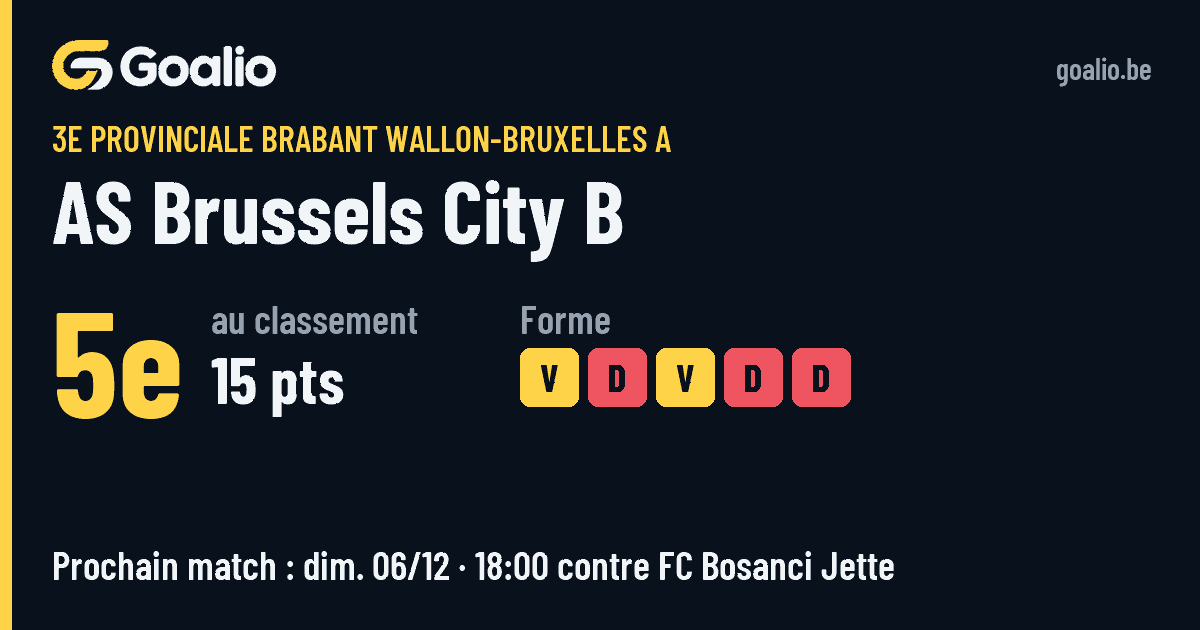 Goalio
goalio.be
3E PROVINCIALE BRABANT WALLON-BRUXELLES A
AS Brussels City B
5e
au classement
15 pts
Forme
V D V D D
Prochain match : dim. 06/12 · 18:00 contre FC Bosanci Jette